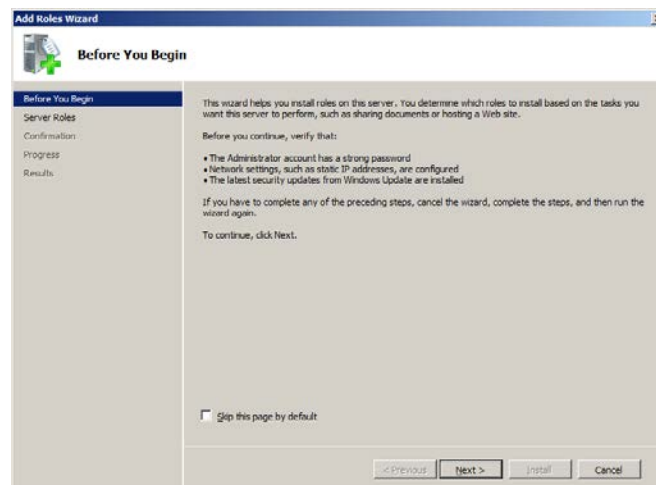 Add Roles Wizard
Before You Begin
Before You Begin
Server Roles
Confirmation
Progress
Results
This wizard helps you install roles on this server. You determine which roles to install based on the tasks you
want this server to perform, such as sharing documents or hosting a Web site.
Before you continue, verify that:
• The Administrator account has a strong password
• Network settings, such as static IP addresses, are configured
• The latest security updates from Windows Update are installed
If you have to complete any of the preceding steps, cancel the wizard, complete the steps, and then run the
wizard again.
To continue, click Next.
Skip this page by default
< Previous
Next >
Install
Cancel